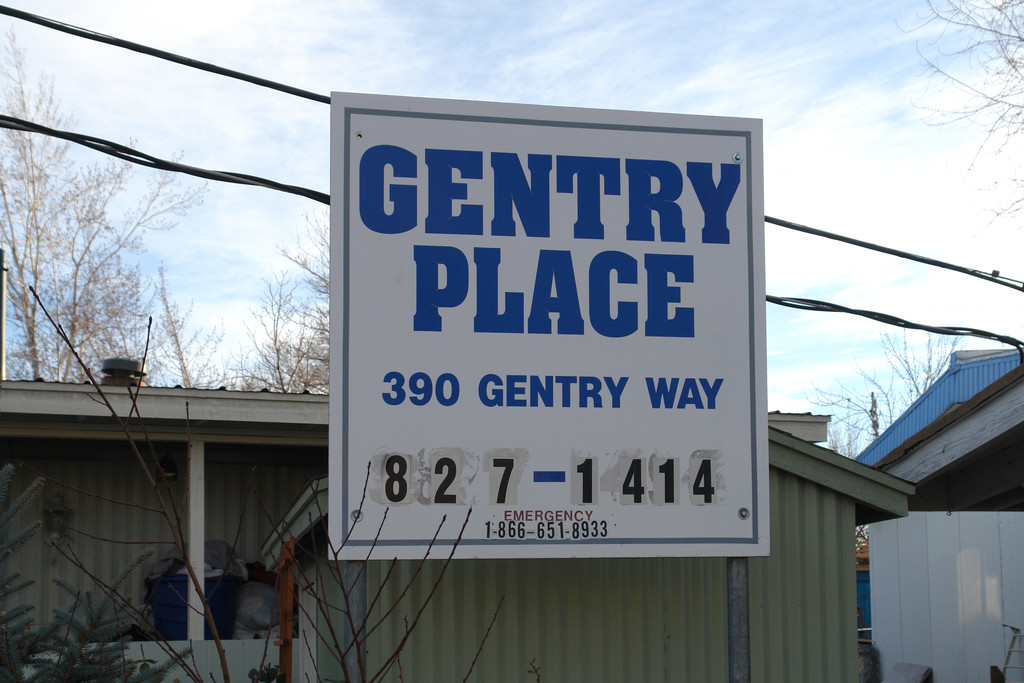 GENTRY
PLACE
390 GENTRY WAY
827-1414
EMERGENCY
1-866-651-8933